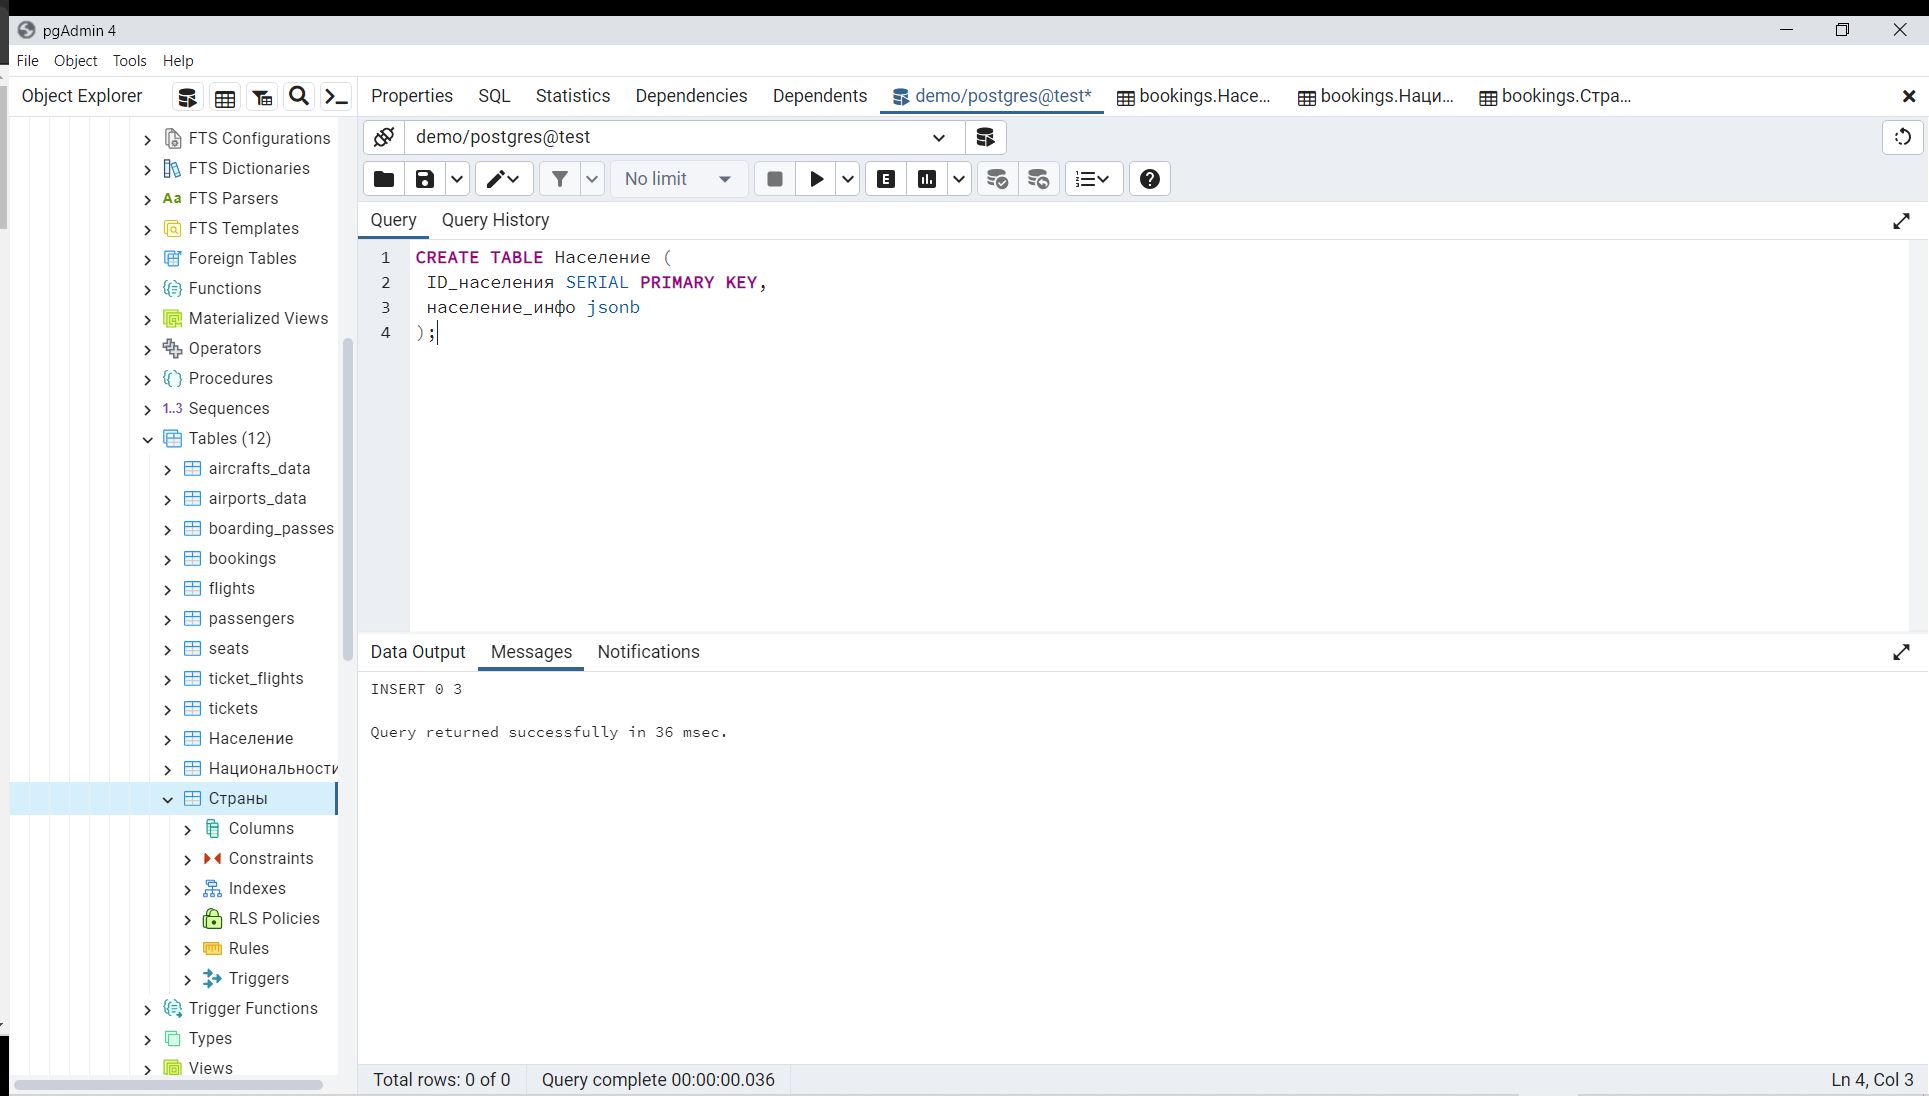 pgAdmin 4
File Object Tools Help
Object Explorer
Properties SQL Statistics Dependencies Dependents demo/postgres@test* bookings.Насе... bookings.Наци... bookings.Стра...
demo/postgres@test
No limit
E
Query Query History
1 CREATE TABLE Население (
2 ID_населения SERIAL PRIMARY KEY,
3 население_инфо jsonb
4 );
FTS Configurations
FTS Dictionaries
Aa FTS Parsers
FTS Templates
Foreign Tables
Functions
Materialized Views
Operators
Procedures
1..3 Sequences
Tables (12)
aircrafts_data
airports_data
boarding_passes
bookings
flights
passengers
seats
ticket_flights
tickets
Население
Национальности
Страны
Columns
Constraints
Indexes
RLS Policies
Rules
Triggers
Trigger Functions
Types
Views
Data Output Messages Notifications
INSERT 0 3
Query returned successfully in 36 msec.
Total rows: 0 of 0 Query complete 00:00:00.036 Ln 4, Col 3